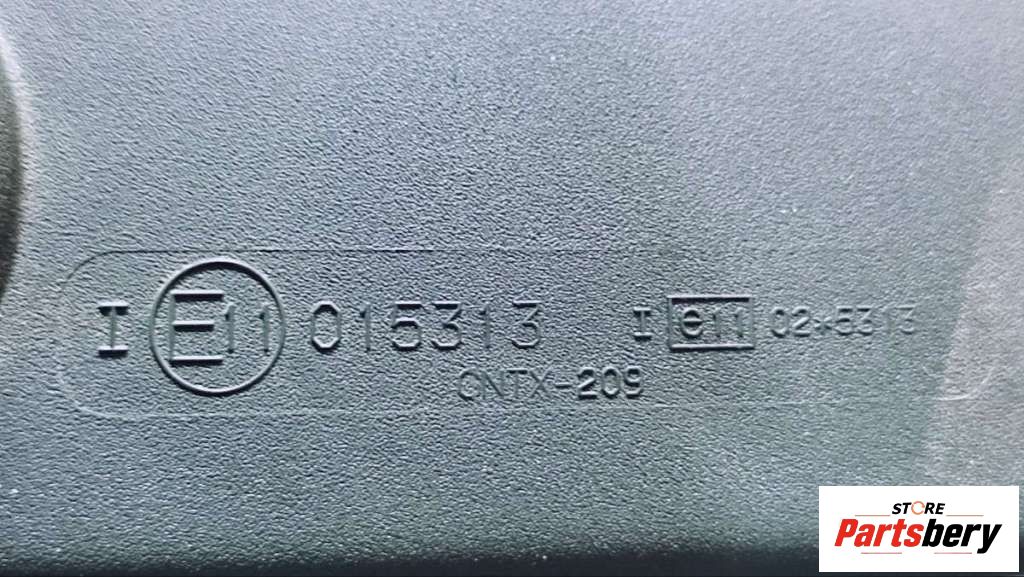 I E11 015313 I e11 02*5313
CNTX-209
STORE
Partsbery